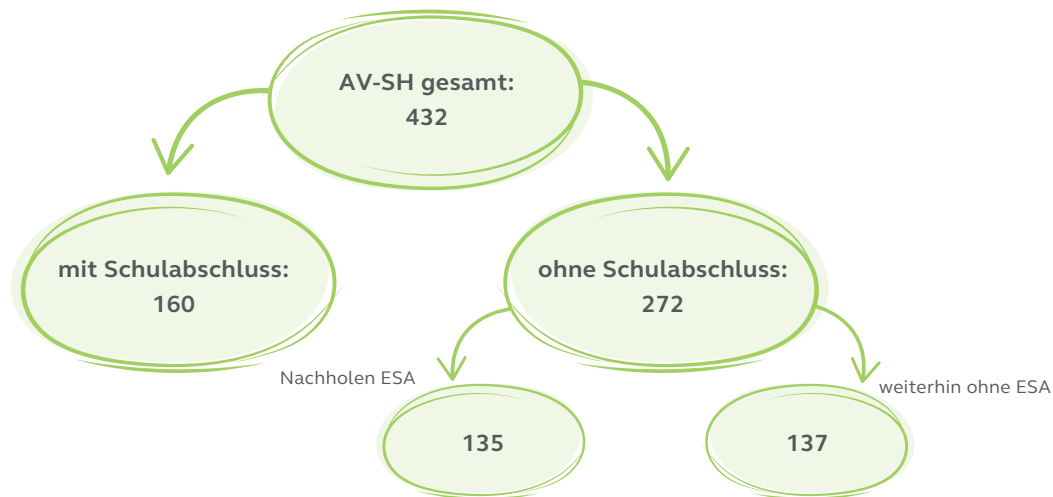 AV-SH gesamt:
432
mit Schulabschluss:
160
ohne Schulabschluss:
272
Nachholen ESA
weiterhin ohne ESA
135
137